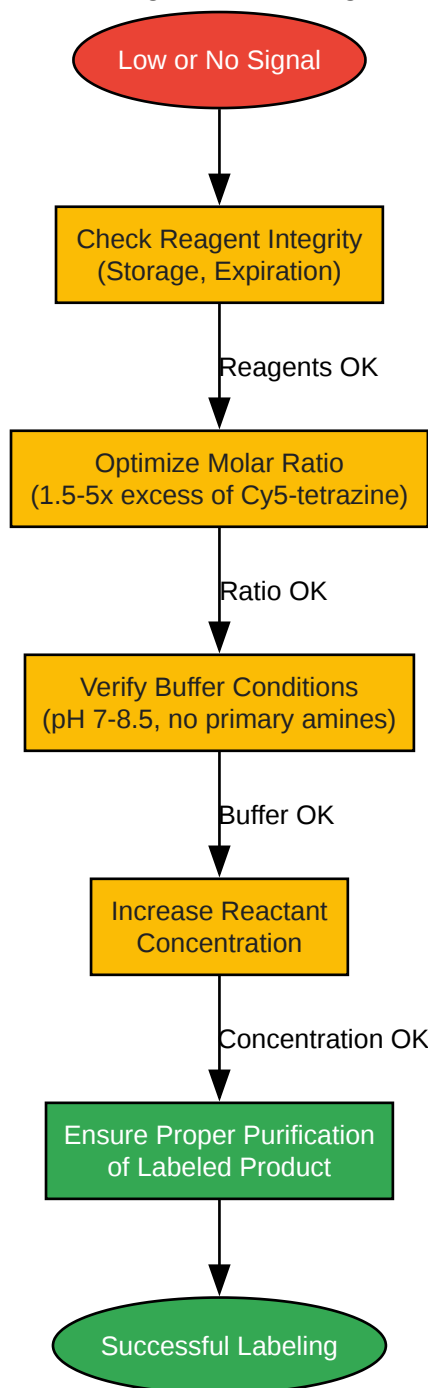 Low or No Signal
Check Reagent Integrity
(Storage, Expiration)
Reagents OK
Optimize Molar Ratio
(1.5-5x excess of Cy5-tetrazine)
Ratio OK
Verify Buffer Conditions
(pH 7-8.5, no primary amines)
Buffer OK
Increase Reactant
Concentration
Concentration OK
Ensure Proper Purification
of Labeled Product
Successful Labeling